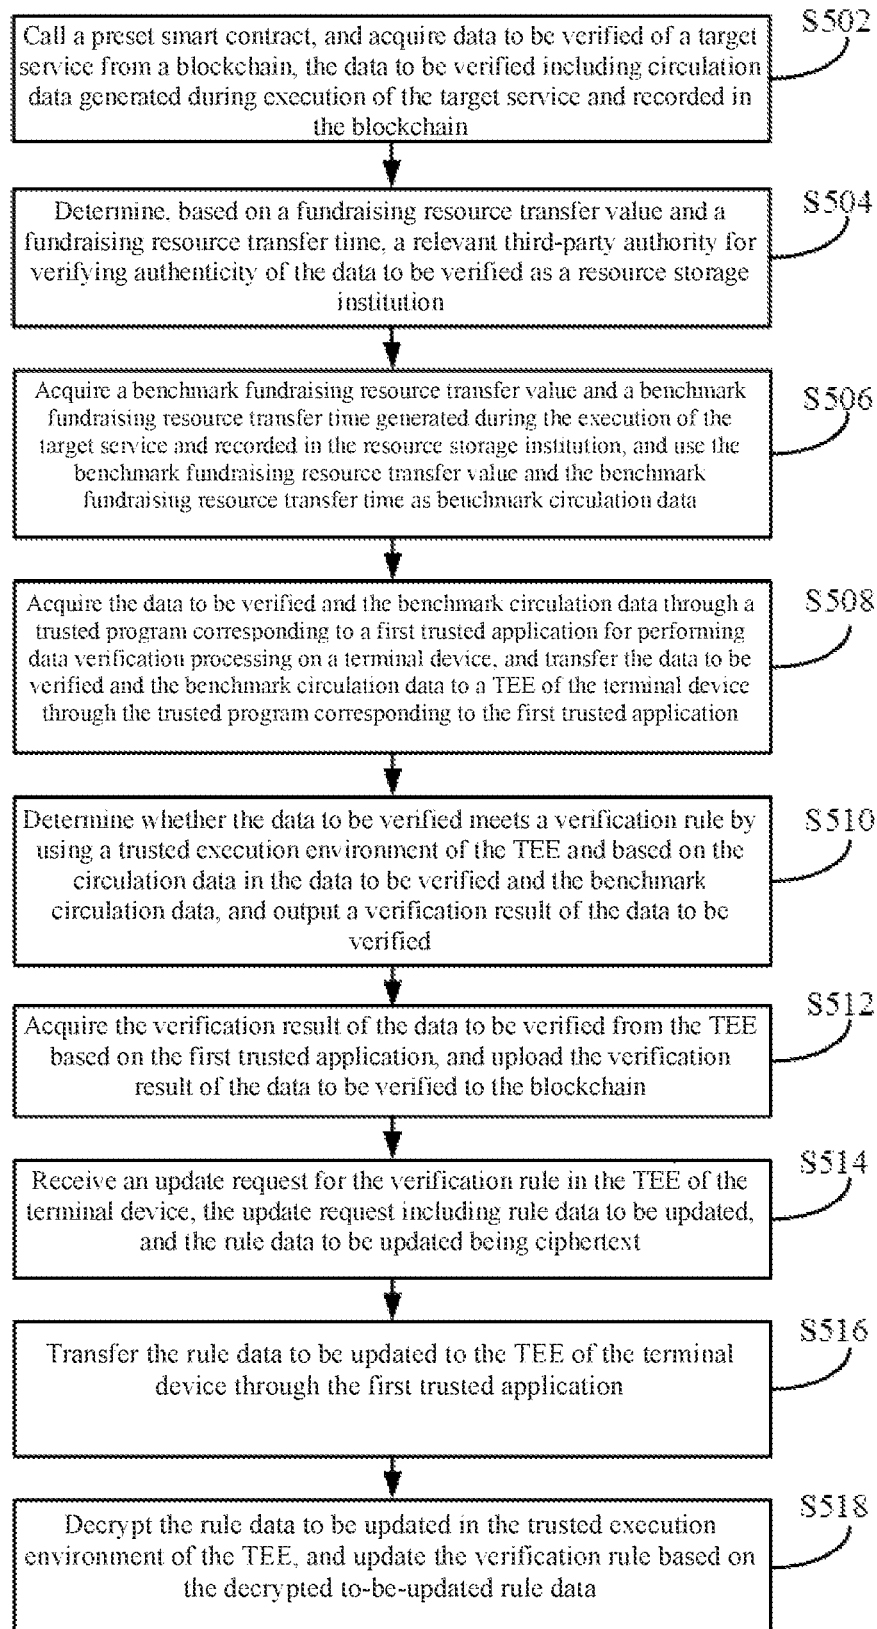 S502
Call a preset smart contract, and acquire data to be verified of a target
service from a blockchain, the data to be verified including circulation
data generated during execution of the target service and recorded in
the blockchain
S504
Determine, based on a fundraising resource transfer value and a
fundraising resource transfer time, a relevant third-party authority for
verifying authenticity of the data to be verified as a resource storage
institution
S506
Acquire a benchmark fundraising resource transfer value and a benchmark
fundraising resource transfer time generated during the execution of the
target service and recorded in the resource storage institution, and use the
benchmark fundraising resource transfer value and the benchmark
fundraising resource transfer time as benchmark circulation data
S508
Acquire the data to be verified and the benchmark circulation data through a
trusted program corresponding to a first trusted application for performing
data verification processing on a terminal device, and transfer the data to be
verified and the benchmark circulation data to a TEE of the terminal device
through the trusted program corresponding to the first trusted application
S510
Determine whether the data to be verified meets a verification rule by
using a trusted execution environment of the TEE and based on the
circulation data in the data to be verified and the benchmark
circulation data, and output a verification result of the data to be
verified
S512
Acquire the verification result of the data to be verified from the TEE
based on the first trusted application, and upload the verification
result of the data to be verified to the blockchain
S514
Receive an update request for the verification rule in the TEE of the
terminal device, the update request including rule data to be updated,
and the rule data to be updated being ciphertext
S516
Transfer the rule data to be updated to the TEE of the terminal
device through the first trusted application
S518
Decrypt the rule data to be updated in the trusted execution
environment of the TEE, and update the verification rule based on
the decrypted to-be-updated rule data